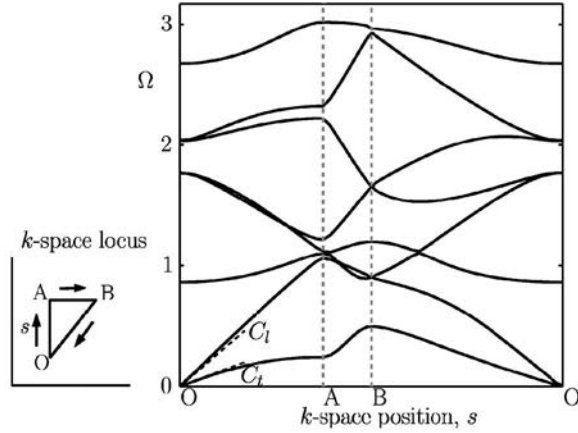 3
Ω
2
1
0
k-space locus
A
B
s
O
C_l
C_t
O
A
B
O
k-space position, s